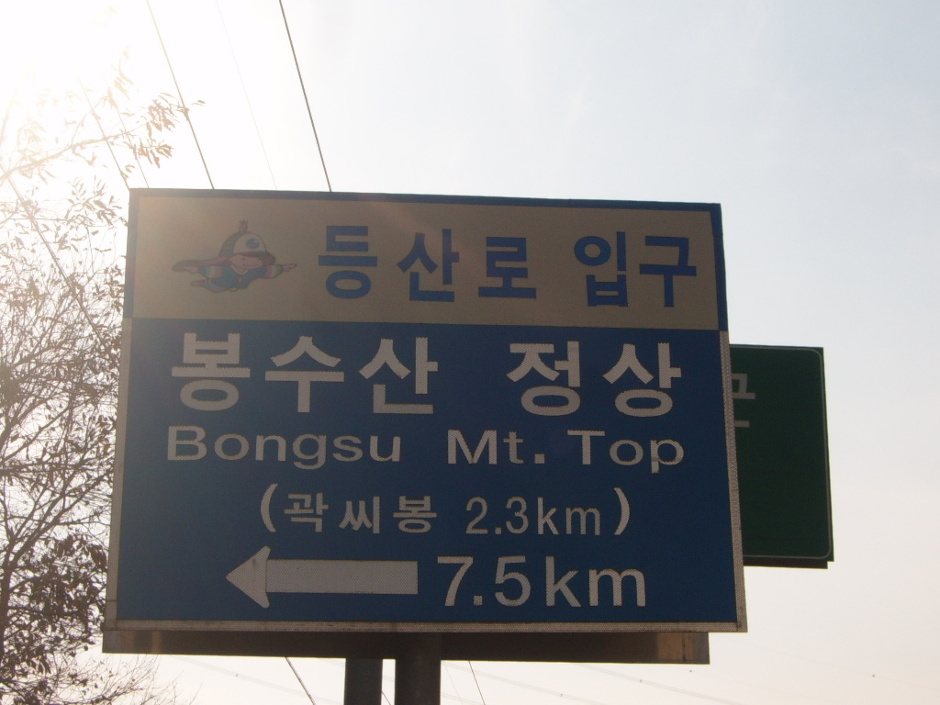 등산로 입구
봉수산 정상
Bongsu Mt. Top
(곽씨봉 2.3km)
7.5km